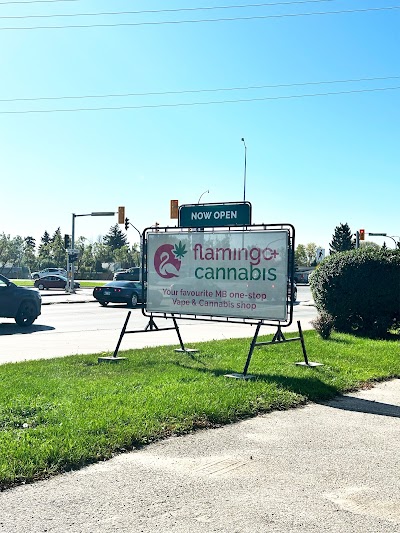 NOW OPEN
flamingo+
cannabis
Your favourite MB one-stop
Vape & Cannabis shop